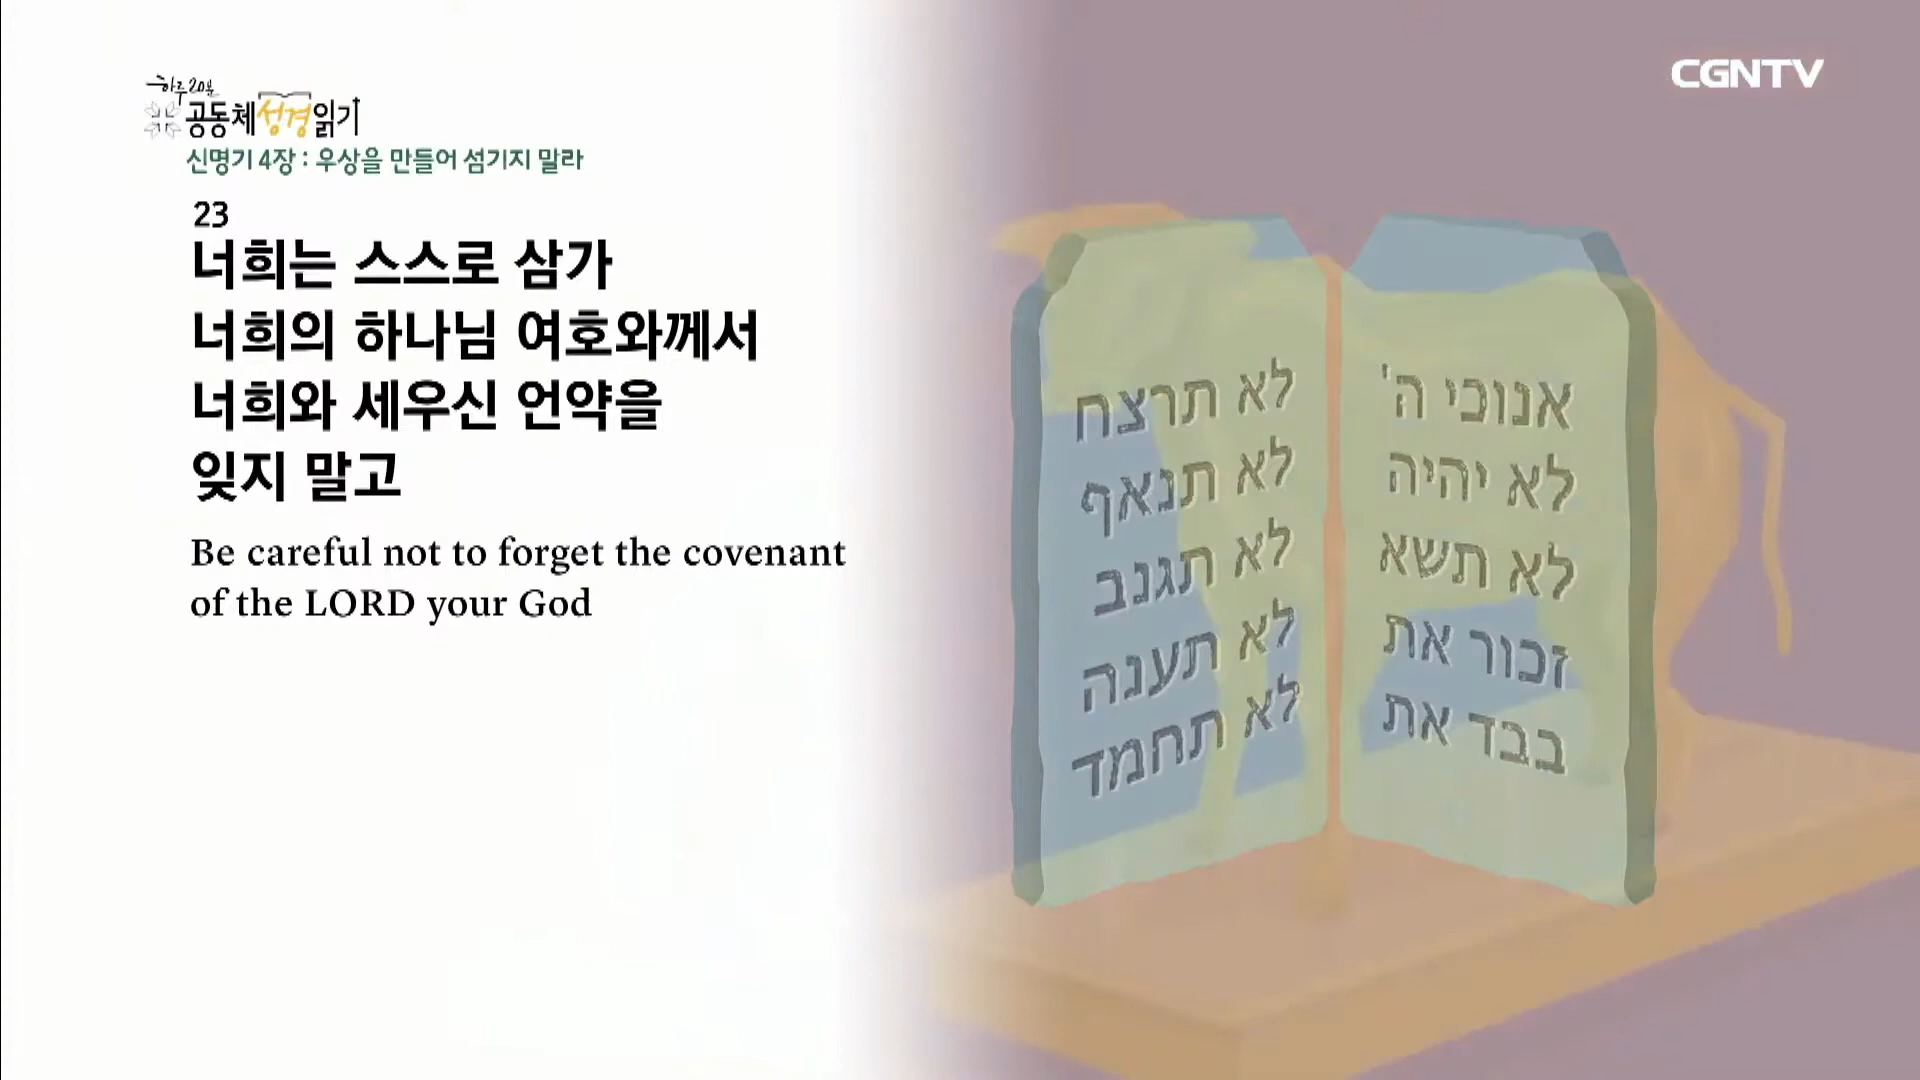 하루 20분
공동체성경읽기
CGNTV
신명기 4장 : 우상을 만들어 섬기지 말라
23
너희는 스스로 삼가
너희의 하나님 여호와께서
너희와 세우신 언약을
잊지 말고
Be careful not to forget the covenant
of the LORD your God
אנוכי ה'
לא יהיה
לא תשא
זכור את
בבד את
לא תרצח
לא תנאף
לא תגנב
לא תענה
לא תחמד